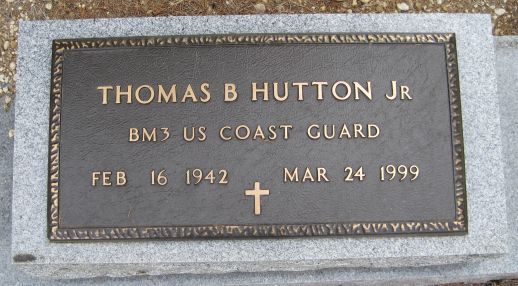 THOMAS B HUTTON JR
BM3 US COAST GUARD
FEB 16 1942 MAR 24 1999